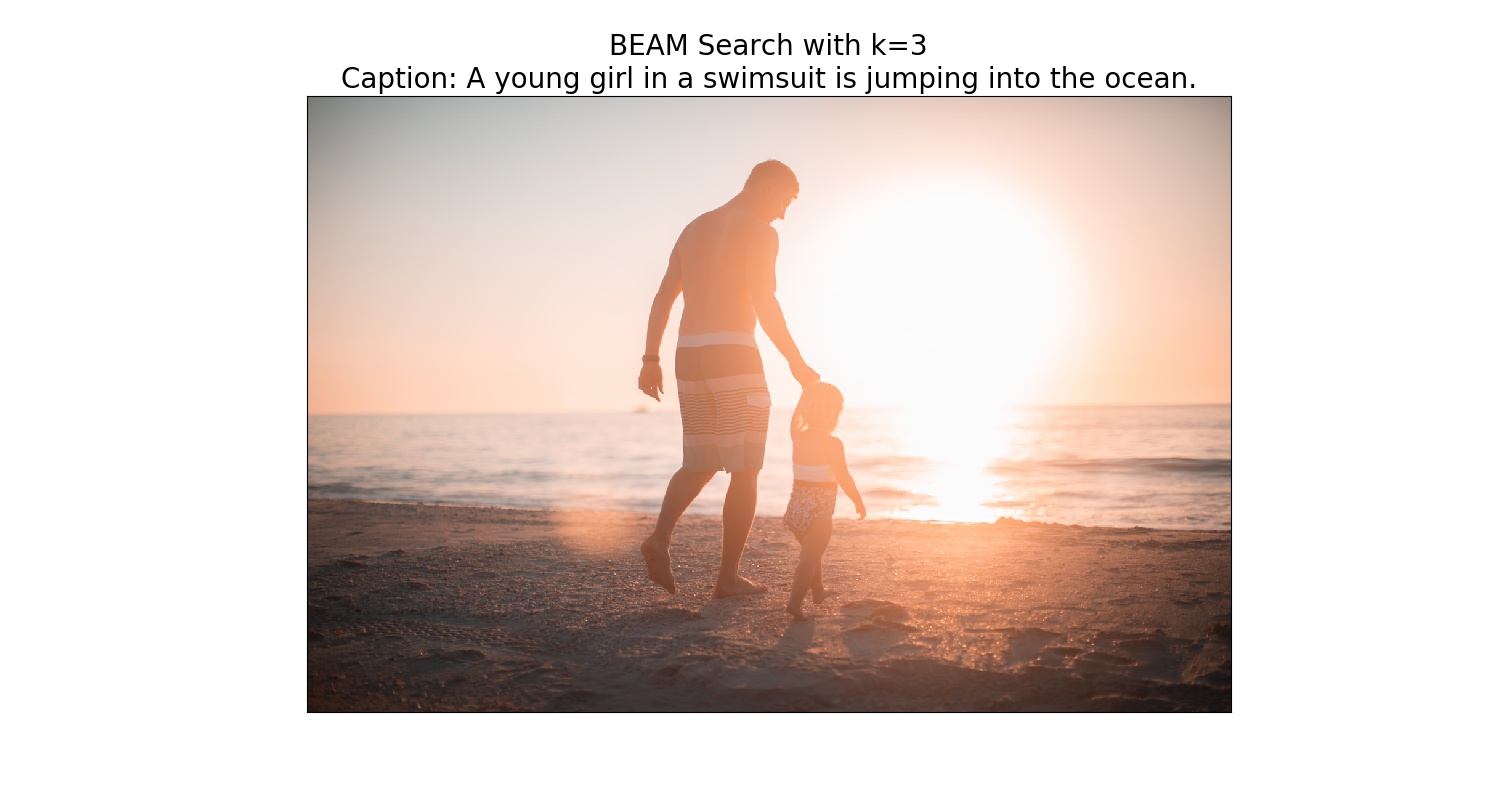 BEAM Search with k=3
Caption: A young girl in a swimsuit is jumping into the ocean.